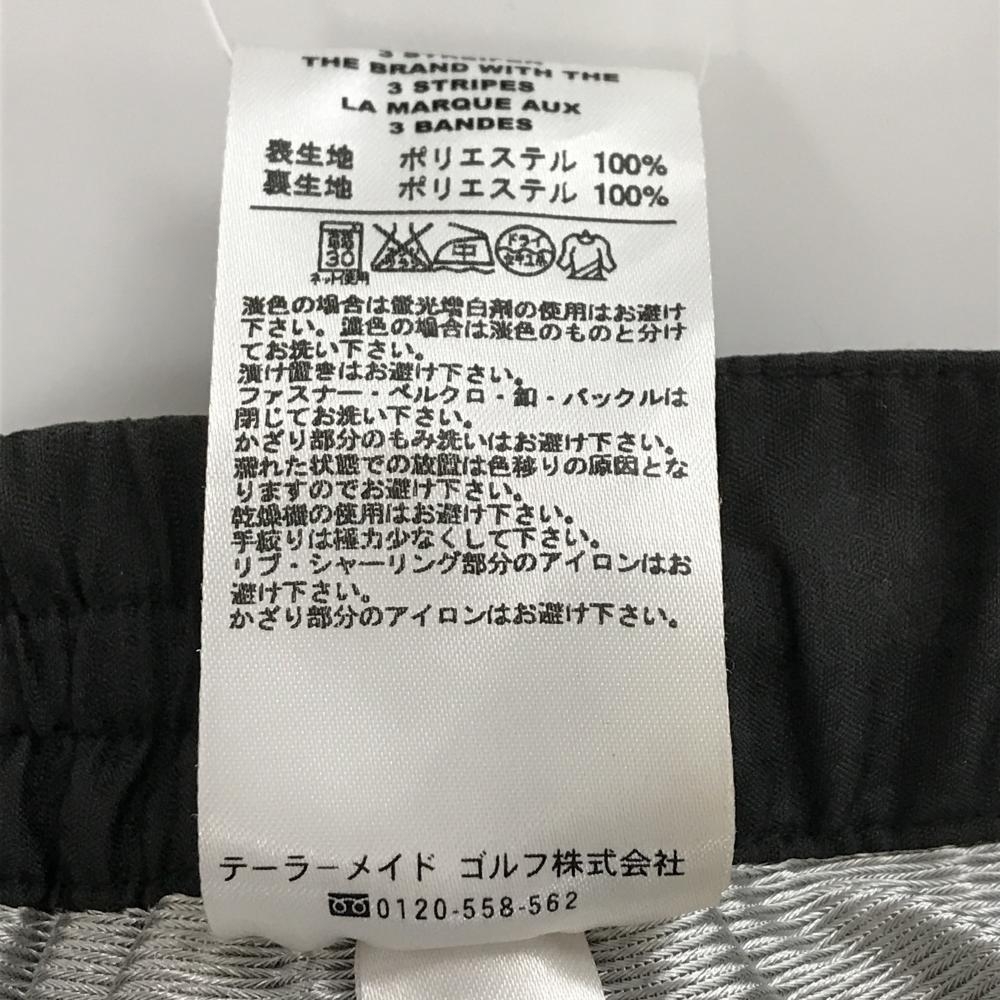 THE BRAND WITH THE
3 STRIPES
LA MARQUE AUX
3 BANDES
表生地 ポリエステル 100%
裏生地 ポリエステル 100%
30 中 ドライ
ネット使用
淡色の場合は蛍光増白剤の使用はお避け
下さい。濃色の場合は淡色のものと分け
てお洗い下さい。
漬け置きはお避け下さい。
ファスナー・ベルクロ・釦・バックルは
閉じてお洗い下さい。
かざり部分のもみ洗いはお避け下さい。
濡れた状態での放置は色移りの原因とな
りますのでお避け下さい。
乾燥機の使用はお避け下さい。
手絞りは極力少なくして下さい。
リブ・シャーリング部分のアイロンはお
避け下さい。
かざり部分のアイロンはお避け下さい。
テーラーメイド ゴルフ株式会社
0120-558-562